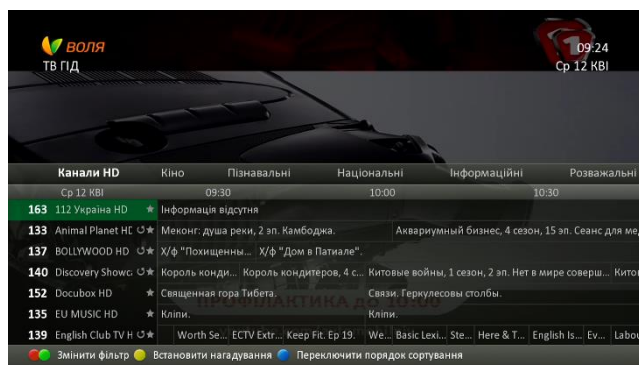 ВОЛЯ
09:24
ТВ ГІД
Ср 12 КВІ
Канали HD Кіно Пізнавальні Національні Інформаційні Розважальні
Ср 12 КВІ 09:30 10:00 10:30
163 112 Україна HD Інформація відсутня
133 Animal Planet HD Меконг: душа реки, 2 эп. Камбоджа. Аквариумный бизнес, 4 сезон, 15 эп. Сеанс для ме
137 BOLLYWOOD HD Х/ф "Похищенны... Х/ф "Дом в Патиале".
140 Discovery Showc Король конди... Король кондитеров, 4 с... Китовые войны, 1 сезон, 2 эп. Нет в мире соверш... Кито
152 Docubox HD Священная гора Тибета. Связи. Геркулесовы столбы.
ПРОФІЛАКТИКА до 10:00
135 EU MUSIC HD Кліпи. Кліпи.
139 English Club TV H Worth Se... ECTV Extr... Keep Fit. Ep 19. We... Basic Lexi... Ste... Here & T... English Is... Ev... Labou
Змінити фільтр Встановити нагадування Переключити порядок сортування